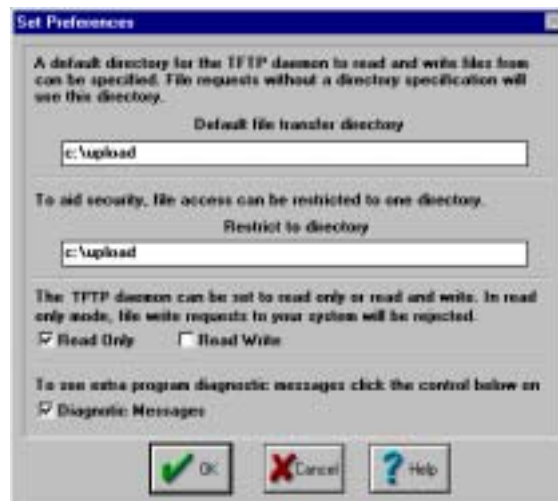 Set Preferences
A default directory for the TFTP daemon to read and write files from
can be specified. File requests without a directory specification will
use this directory.
Default file transfer directory
c:\upload
To aid security, file access can be restricted to one directory.
Restrict to directory
c:\upload
The TFTP daemon can be set to read only or read and write. In read
only mode, file write requests to your system will be rejected.
Read Only Read Write
To see extra program diagnostic messages click the control below on
Diagnostic Messages
OK Cancel Help